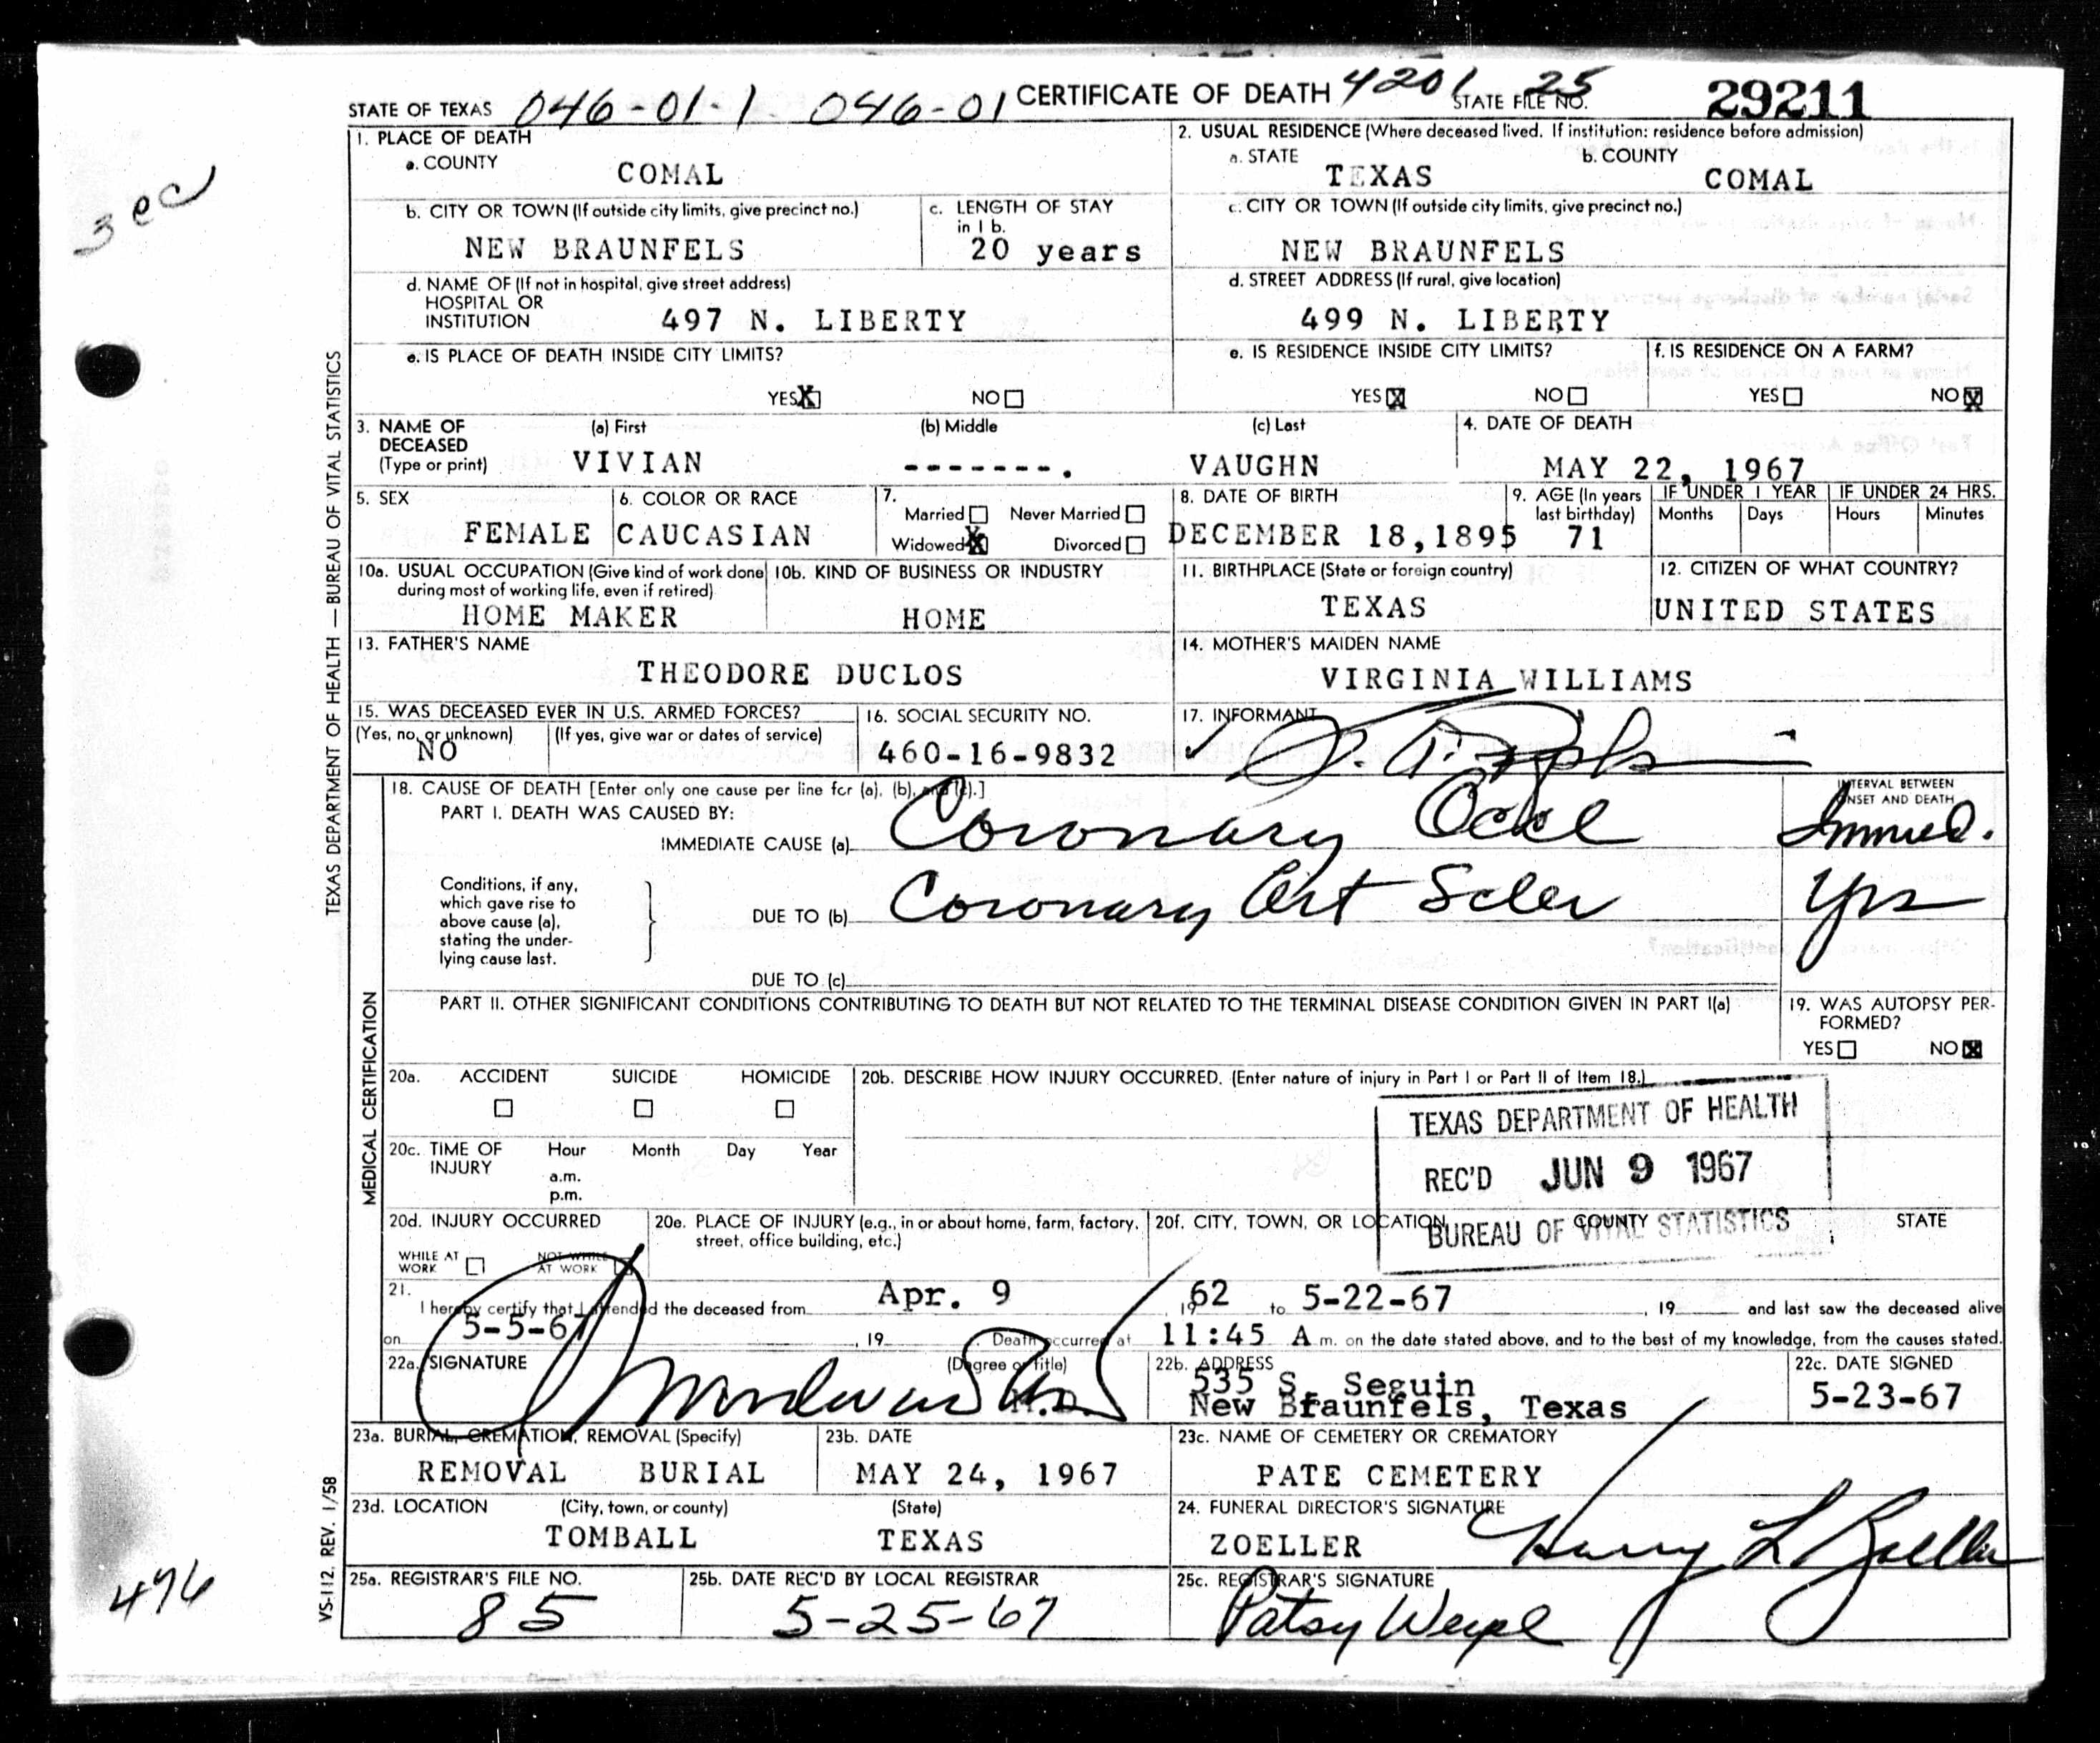 STATE OF TEXAS 046-01-1 046-01 CERTIFICATE OF DEATH 4201 25 STATE FILE NO. 29211
1. PLACE OF DEATH
a. COUNTY
COMAL
2. USUAL RESIDENCE (Where deceased lived. If institution: residence before admission)
a. STATE b. COUNTY
TEXAS COMAL
b. CITY OR TOWN (If outside city limits, give precinct no.)
NEW BRAUNFELS
c. LENGTH OF STAY
in 1 b.
20 years
c. CITY OR TOWN (If outside city limits, give precinct no.)
NEW BRAUNFELS
d. NAME OF (If not in hospital, give street address)
HOSPITAL OR
INSTITUTION 497 N. LIBERTY
d. STREET ADDRESS (If rural, give location)
499 N. LIBERTY
e. IS PLACE OF DEATH INSIDE CITY LIMITS?
YES X NO
e. IS RESIDENCE INSIDE CITY LIMITS?
YES X NO
f. IS RESIDENCE ON A FARM?
YES NO X
3. NAME OF
DECEASED
(Type or print)
(a) First (b) Middle (c) Last
VIVIAN -------. VAUGHN
4. DATE OF DEATH
MAY 22, 1967
5. SEX
FEMALE
6. COLOR OR RACE
CAUCASIAN
7.
Married Never Married
Widowed X Divorced
8. DATE OF BIRTH
DECEMBER 18,1895
9. AGE (In years
last birthday)
71
IF UNDER 1 YEAR IF UNDER 24 HRS.
Months Days Hours Minutes
10a. USUAL OCCUPATION (Give kind of work done
during most of working life, even if retired)
HOME MAKER
10b. KIND OF BUSINESS OR INDUSTRY
HOME
11. BIRTHPLACE (State or foreign country)
TEXAS
12. CITIZEN OF WHAT COUNTRY?
UNITED STATES
13. FATHER'S NAME
THEODORE DUCLOS
14. MOTHER'S MAIDEN NAME
VIRGINIA WILLIAMS
15. WAS DECEASED EVER IN U.S. ARMED FORCES?
(Yes, no, or unknown) (If yes, give war or dates of service)
NO
16. SOCIAL SECURITY NO.
460-16-9832
17. INFORMANT
18. CAUSE OF DEATH [Enter only one cause per line for (a), (b), and (c).]
PART I. DEATH WAS CAUSED BY:
INTERVAL BETWEEN
ONSET AND DEATH
IMMEDIATE CAUSE (a) Coronary Occl Immed.
Conditions, if any,
which gave rise to
above cause (a),
stating the under-
lying cause last.
DUE TO (b) Coronary Art Scler Yrs
DUE TO (c)
PART II. OTHER SIGNIFICANT CONDITIONS CONTRIBUTING TO DEATH BUT NOT RELATED TO THE TERMINAL DISEASE CONDITION GIVEN IN PART I(a)
19. WAS AUTOPSY PER-
FORMED?
YES NO X
20a. ACCIDENT SUICIDE HOMICIDE
20b. DESCRIBE HOW INJURY OCCURRED. (Enter nature of injury in Part I or Part II of Item 18.)
TEXAS DEPARTMENT OF HEALTH
REC'D JUN 9 1967
BUREAU OF VITAL STATISTICS
20c. TIME OF
INJURY
Hour Month Day Year
a.m.
p.m.
20d. INJURY OCCURRED
WHILE AT
WORK
NOT WHILE
AT WORK
20e. PLACE OF INJURY (e.g., in or about home, farm, factory,
street, office building, etc.)
20f. CITY, TOWN, OR LOCATION COUNTY STATE
21.
I hereby certify that I attended the deceased from Apr. 9 1962 to 5-22-67, 19 and last saw the deceased alive
on 5-5-67, 19 Death occurred at 11:45 A m. on the date stated above, and to the best of my knowledge, from the causes stated.
22a. SIGNATURE (Degree or title)
M.D.
22b. ADDRESS
535 S. Seguin
New Braunfels, Texas
22c. DATE SIGNED
5-23-67
23a. BURIAL, CREMATION, REMOVAL (Specify)
REMOVAL BURIAL
23b. DATE
MAY 24, 1967
23c. NAME OF CEMETERY OR CREMATORY
PATE CEMETERY
23d. LOCATION (City, town, or county) (State)
TOMBALL TEXAS
24. FUNERAL DIRECTOR'S SIGNATURE
ZOELLER Harry L Zoeller
25a. REGISTRAR'S FILE NO.
85
25b. DATE REC'D BY LOCAL REGISTRAR
5-25-67
25c. REGISTRAR'S SIGNATURE
Patsy
TEXAS DEPARTMENT OF HEALTH — BUREAU OF VITAL STATISTICS
MEDICAL CERTIFICATION
VS-112, REV. 1/58